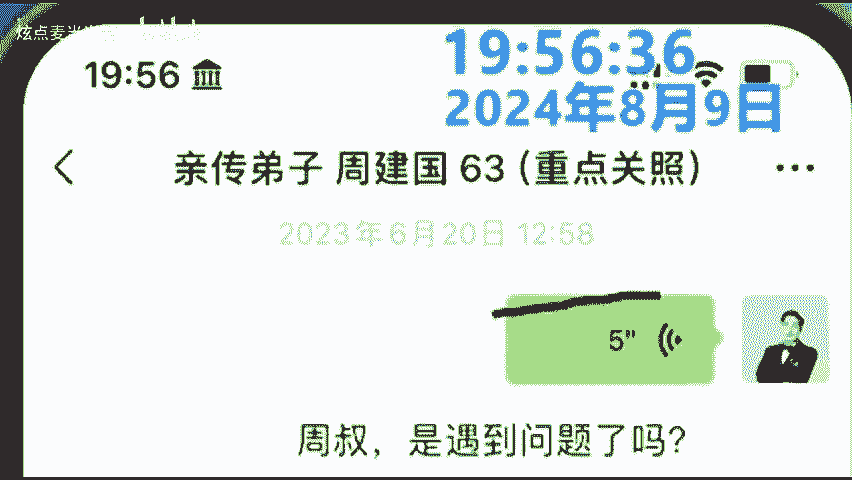 炫点麦
19:56
19:56:36
2024年8月9日
亲传弟子 周建国 63（重点关照）
2023年6月20日 12:58
5"
周叔，是遇到问题了吗？